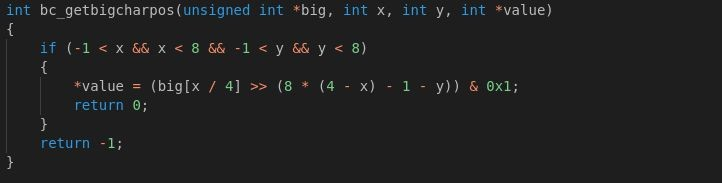 int bc_getbigcharpos(unsigned int *big, int x, int y, int *value)
{
    if (-1 < x && x < 8 && -1 < y && y < 8)
    {
        *value = (big[x / 4] >> (8 * (4 - x) - 1 - y)) & 0x1;
        return 0;
    }
    return -1;
}